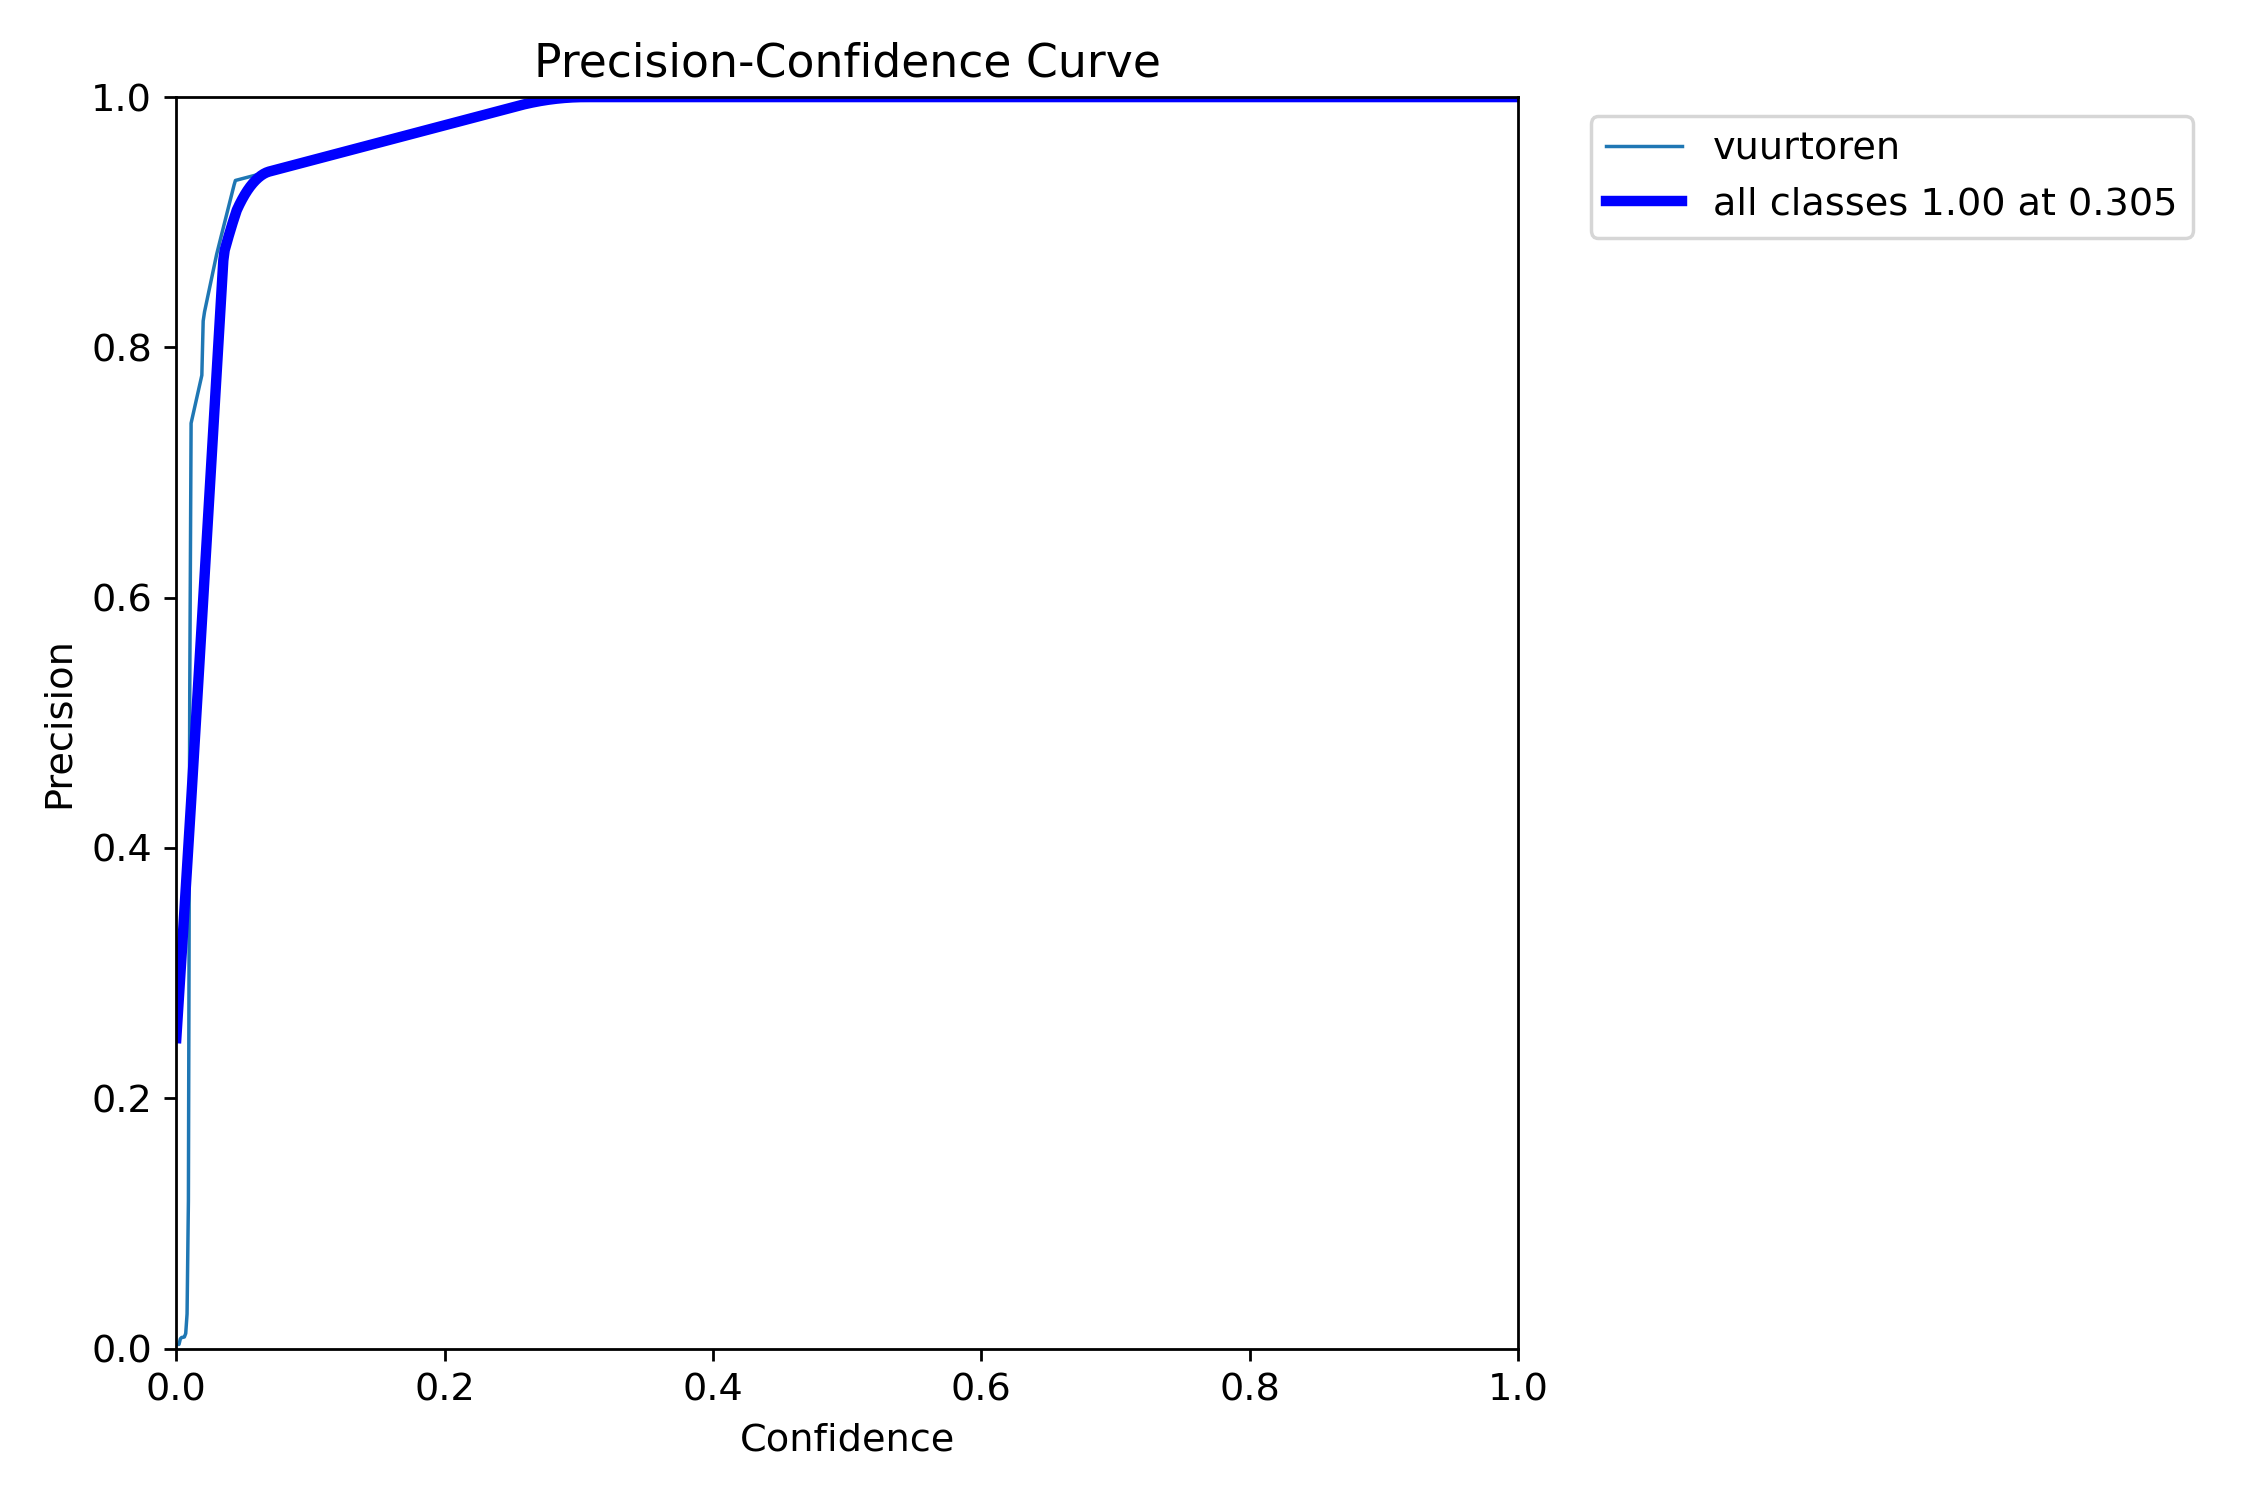 Precision-Confidence Curve
1.0
0.8
0.6
0.4
0.2
0.0
Precision
0.0 0.2 0.4 0.6 0.8 1.0
Confidence
vuurtoren
all classes 1.00 at 0.305